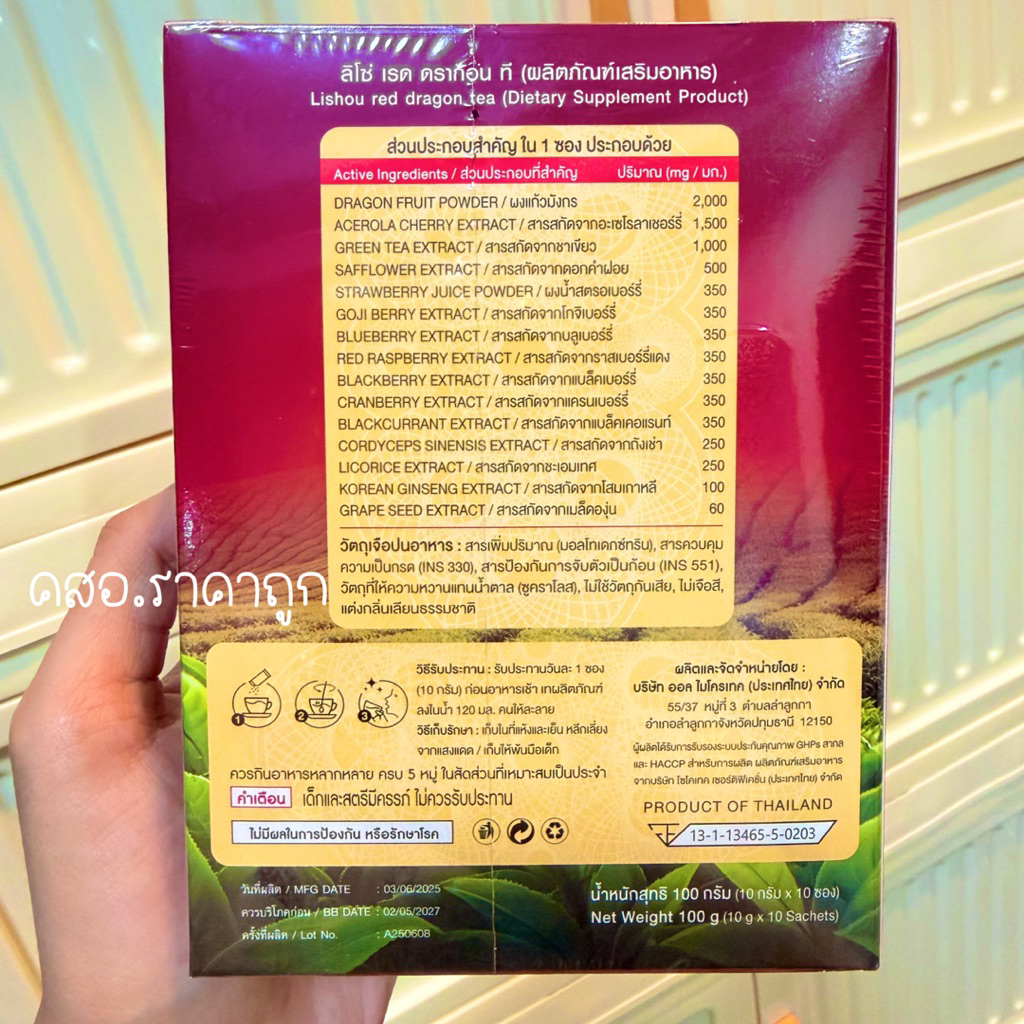 ลิโซ่ เรด ดราก้อน ที (ผลิตภัณฑ์เสริมอาหาร)
Lishou red dragon tea (Dietary Supplement Product)
ส่วนประกอบสำคัญ ใน 1 ซอง ประกอบด้วย
Active Ingredients / ส่วนประกอบที่สำคัญ ปริมาณ (mg / มก.)
DRAGON FRUIT POWDER / ผงแก้วมังกร 2,000
ACEROLA CHERRY EXTRACT / สารสกัดจากอะเซโรลาเชอร์รี่ 1,500
GREEN TEA EXTRACT / สารสกัดจากชาเขียว 1,000
SAFFLOWER EXTRACT / สารสกัดจากดอกคำฝอย 500
STRAWBERRY JUICE POWDER / ผงน้ำสตรอเบอร์รี่ 350
GOJI BERRY EXTRACT / สารสกัดจากโกจิเบอร์รี่ 350
BLUEBERRY EXTRACT / สารสกัดจากบลูเบอร์รี่ 350
RED RASPBERRY EXTRACT / สารสกัดจากราสเบอร์รี่แดง 350
BLACKBERRY EXTRACT / สารสกัดจากแบล็คเบอร์รี่ 350
CRANBERRY EXTRACT / สารสกัดจากแครนเบอร์รี่ 350
BLACKCURRANT EXTRACT / สารสกัดจากแบล็คเคอแรนท์ 350
CORDYCEPS SINENSIS EXTRACT / สารสกัดจากถังเช่า 250
LICORICE EXTRACT / สารสกัดจากชะเอมเทศ 250
KOREAN GINSENG EXTRACT / สารสกัดจากโสมเกาหลี 100
GRAPE SEED EXTRACT / สารสกัดจากเมล็ดองุ่น 60
วัตถุเจือปนอาหาร : สารเพิ่มปริมาณ (มอลโทเดกซ์ทริน), สารควบคุม
ความเป็นกรด (INS 330), สารป้องกันการจับตัวเป็นก้อน (INS 551),
วัตถุที่ให้ความหวานแทนน้ำตาล (ซูคราโลส), ไม่ใช้วัตถุกันเสีย, ไม่เจือสี,
แต่งกลิ่นเลียนธรรมชาติ
คสอ.ราคาถูก
1 2 3
วิธีรับประทาน : รับประทานวันละ 1 ซอง
(10 กรัม) ก่อนอาหารเช้า เทผลิตภัณฑ์
ลงในน้ำ 120 มล. คนให้ละลาย
วิธีเก็บรักษา : เก็บในที่แห้งและเย็น หลีกเลี่ยง
จากแสงแดด / เก็บให้พ้นมือเด็ก
ควรกินอาหารหลากหลาย ครบ 5 หมู่ ในสัดส่วนที่เหมาะสมเป็นประจำ
คำเตือน เด็กและสตรีมีครรภ์ ไม่ควรรับประทาน
ไม่มีผลในการป้องกัน หรือรักษาโรค
ผลิตและจัดจำหน่ายโดย :
บริษัท ออล ไมโครเทค (ประเทศไทย) จำกัด
55/37 หมู่ที่ 3 ตำบลลำลูกกา
อำเภอลำลูกกาจังหวัดปทุมธานี 12150
ผู้ผลิตได้รับการรับรองระบบประกันคุณภาพ GHPs สากล
และ HACCP สำหรับการผลิต ผลิตภัณฑ์เสริมอาหาร
จากบริษัท ไซโคเทค เซอร์ติฟิเคชั่น (ประเทศไทย) จำกัด
PRODUCT OF THAILAND
13-1-13465-5-0203
วันที่ผลิต / MFG DATE : 03/06/2025
ควรบริโภคก่อน / BB DATE : 02/05/2027
ครั้งที่ผลิต / Lot No. : A250608
น้ำหนักสุทธิ 100 กรัม (10 กรัม x 10 ซอง)
Net Weight 100 g (10 g x 10 Sachets)